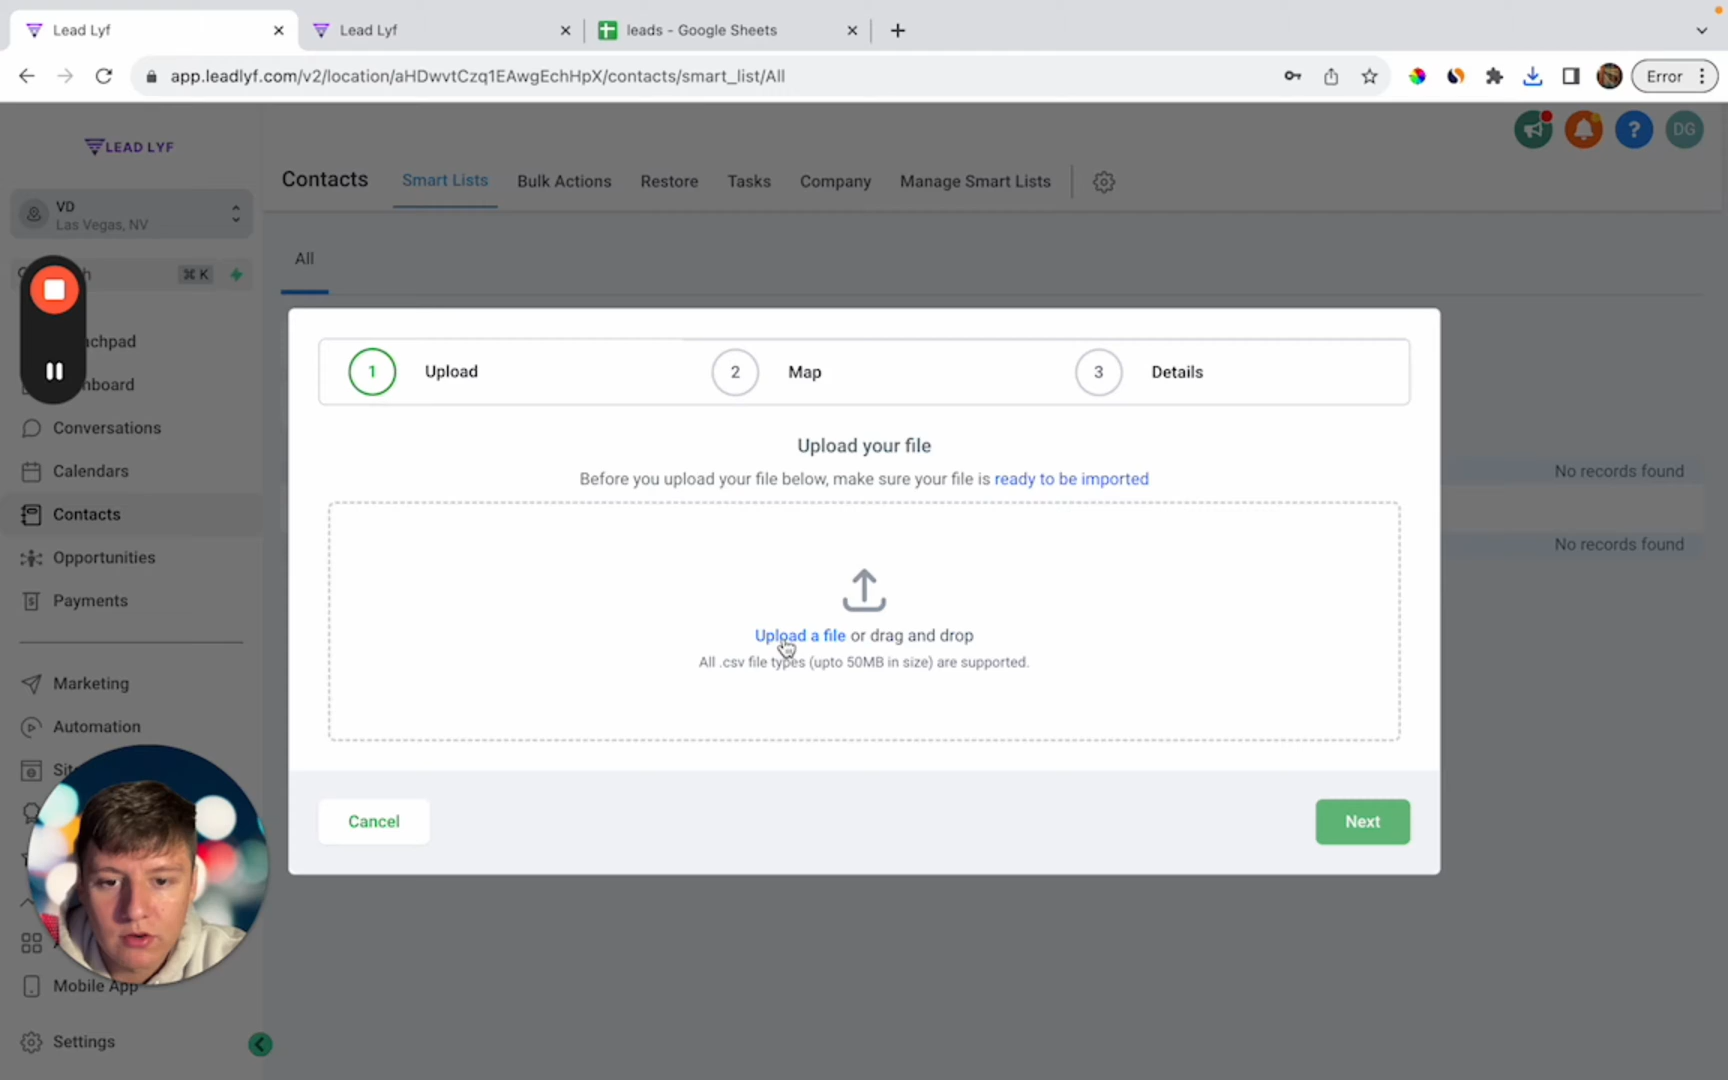 Lead Lyf
Lead Lyf
leads - Google Sheets
app.leadlyf.com/v2/location/aHDwvtCzq1EAwgEchHpX/contacts/smart_list/All
Error
LEAD LYF
DG
Contacts
Smart Lists
Bulk Actions
Restore
Tasks
Company
Manage Smart Lists
VD
Las Vegas, NV
⌘ K
All
chpad
board
Conversations
Calendars
Contacts
Opportunities
Payments
Marketing
Automation
Mobile App
Settings
1 Upload
2 Map
3 Details
Upload your file
Before you upload your file below, make sure your file is ready to be imported
Upload a file or drag and drop
All .csv file types (upto 50MB in size) are supported.
Cancel
Next
No records found
No records found